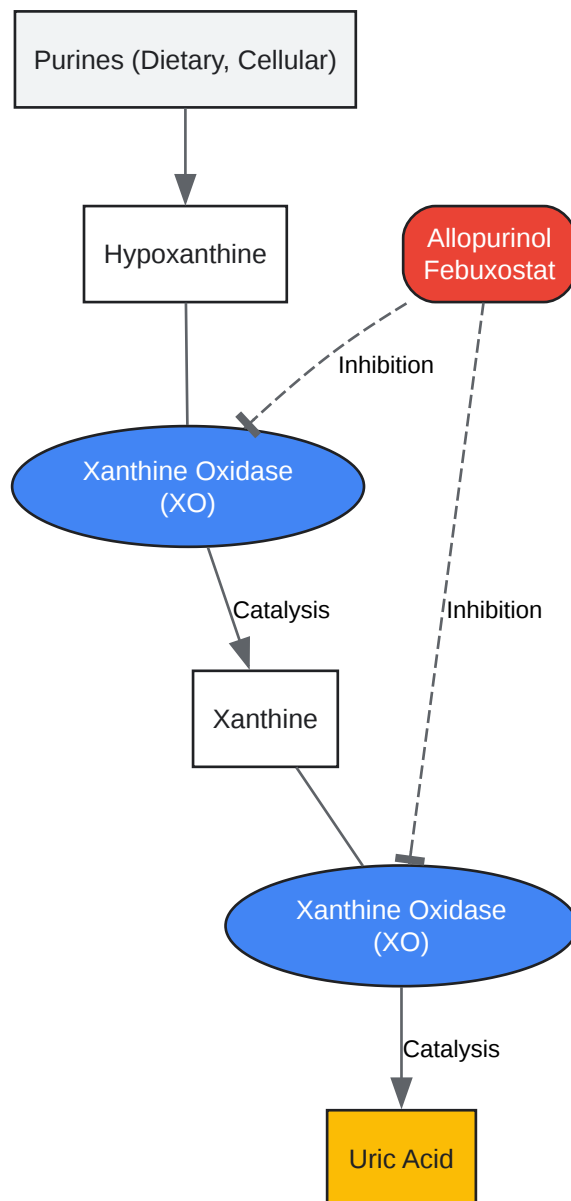 Purines (Dietary, Cellular)
Hypoxanthine
Allopurinol
Febuxostat
Inhibition
Xanthine Oxidase
(XO)
Catalysis
Inhibition
Xanthine
Xanthine Oxidase
(XO)
Catalysis
Uric Acid